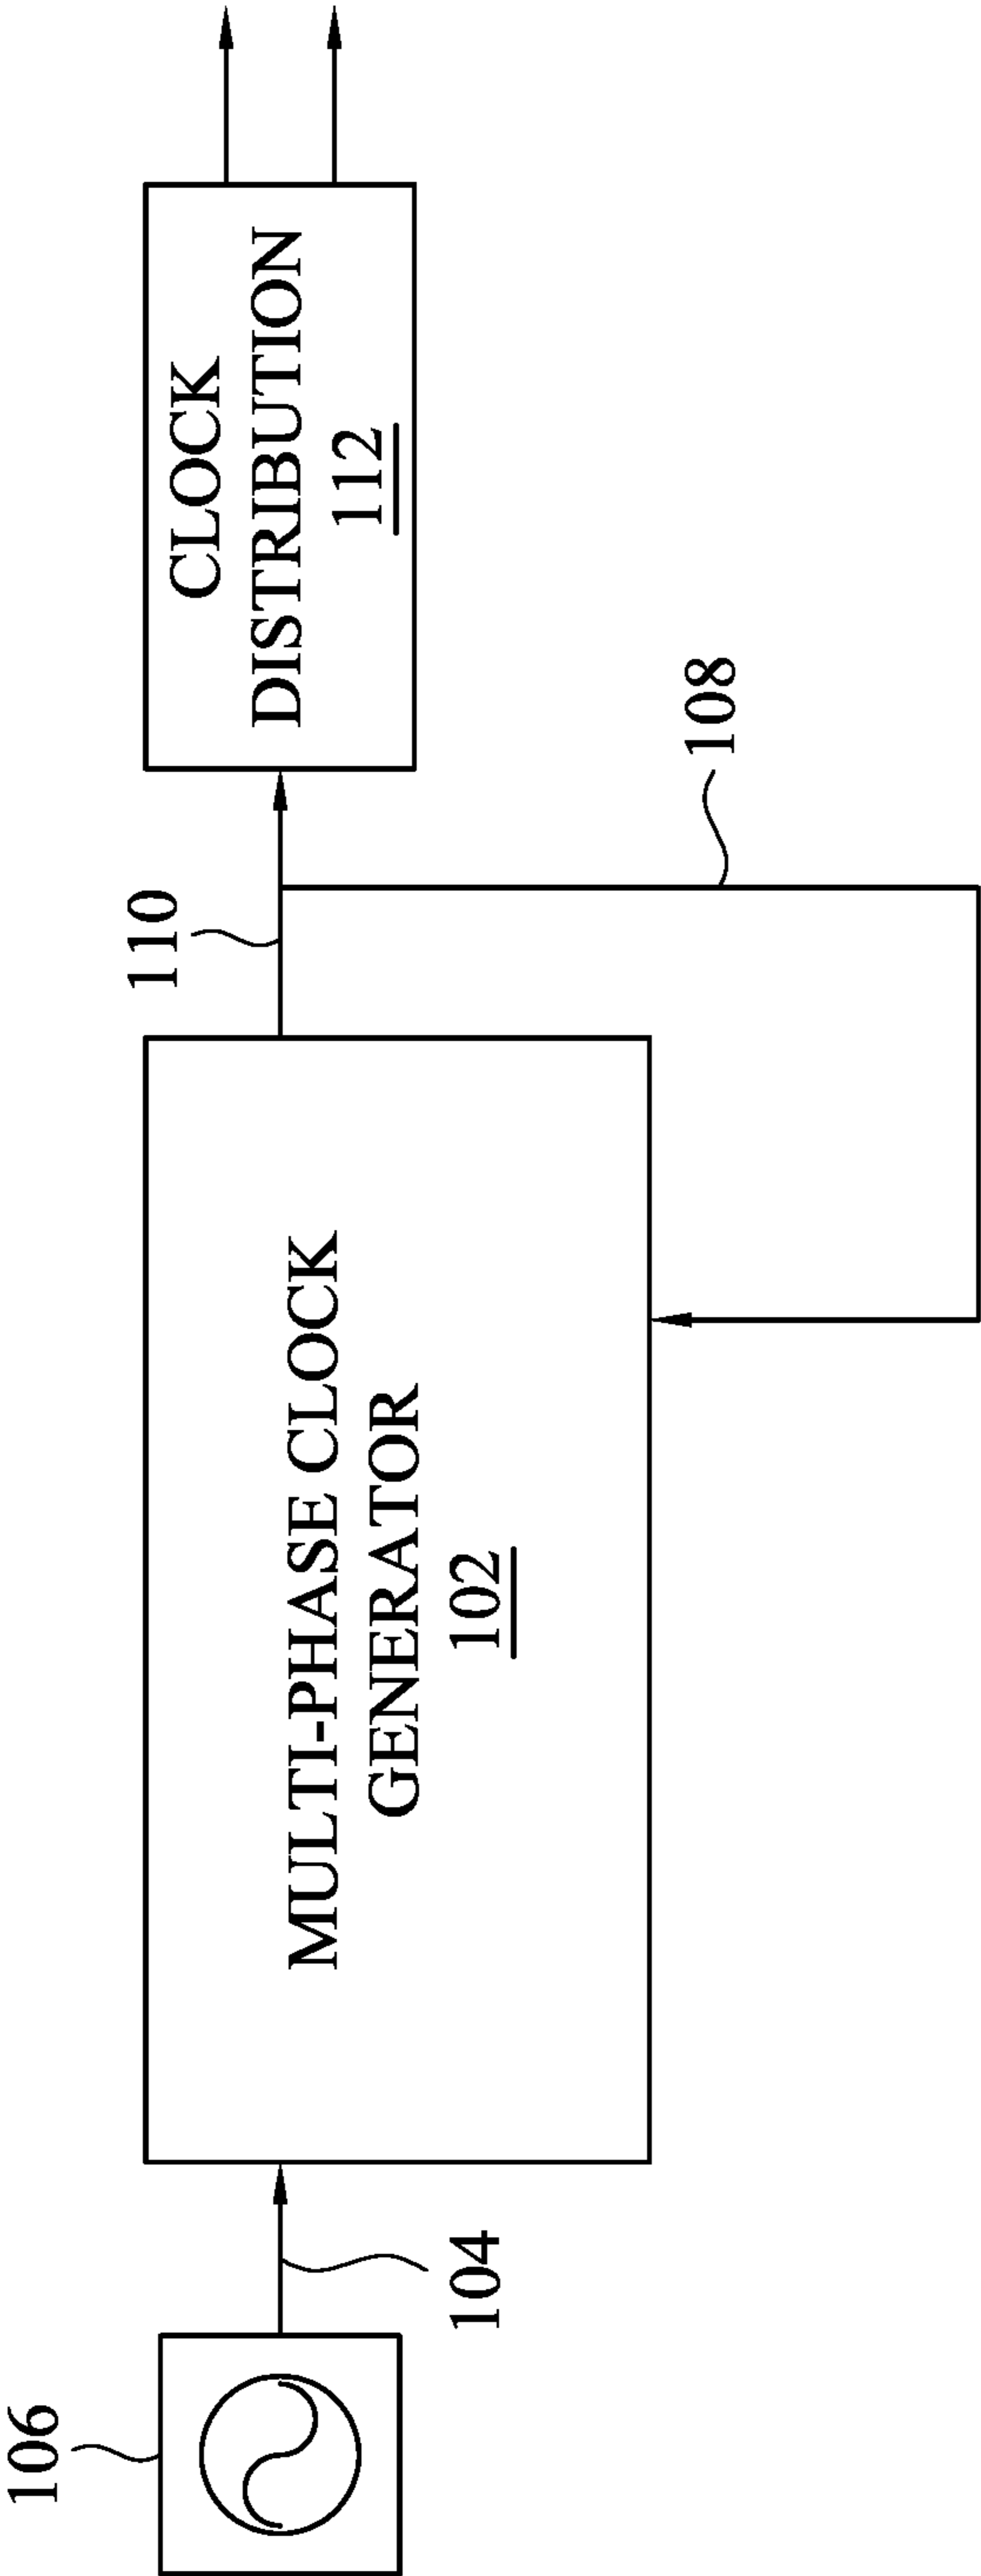 106
104
MULTI-PHASE CLOCK
GENERATOR
102
110
108
CLOCK
DISTRIBUTION
112